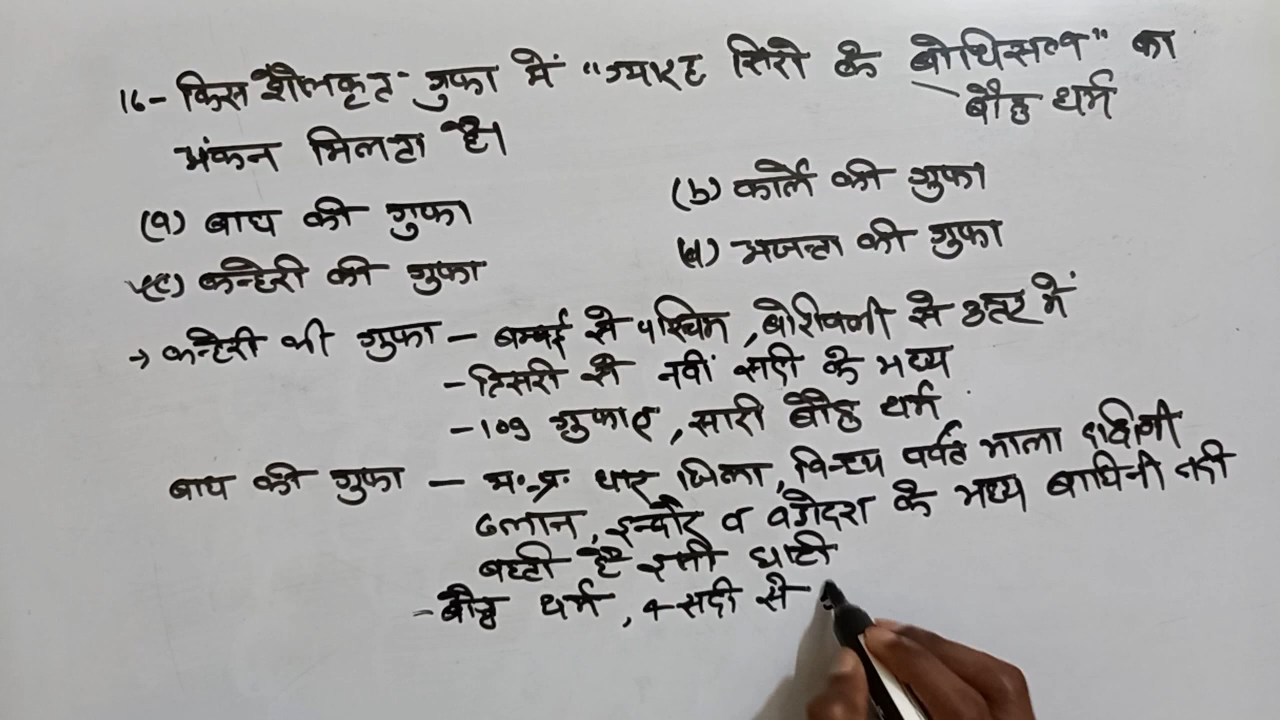 16- किस शैलकृत गुफा में "ग्यारह सिरो के बोधिसत्व" का
बौद्ध धर्म
अंकन मिलता है।
(a) बाघ की गुफा
(b) कार्ले की गुफा
(c) कन्हेरी की गुफा
(d) अजन्ता की गुफा
→ कन्हेरी की गुफा – बम्बई से पश्चिम, बोरीवली से उत्तर में
- तिसरी से नवीं सदी के मध्य
- 109 गुफाए, सारी बौद्ध धर्म
बाघ की गुफा – म.प्र. धार जिला, विन्ध्य पर्वत माला दक्षिणी
ढलान, इन्दौर व वडोदरा के मध्य बाघिनी नदी
बहती है इसी घाटी
- बौद्ध धर्म, 4 सदी से